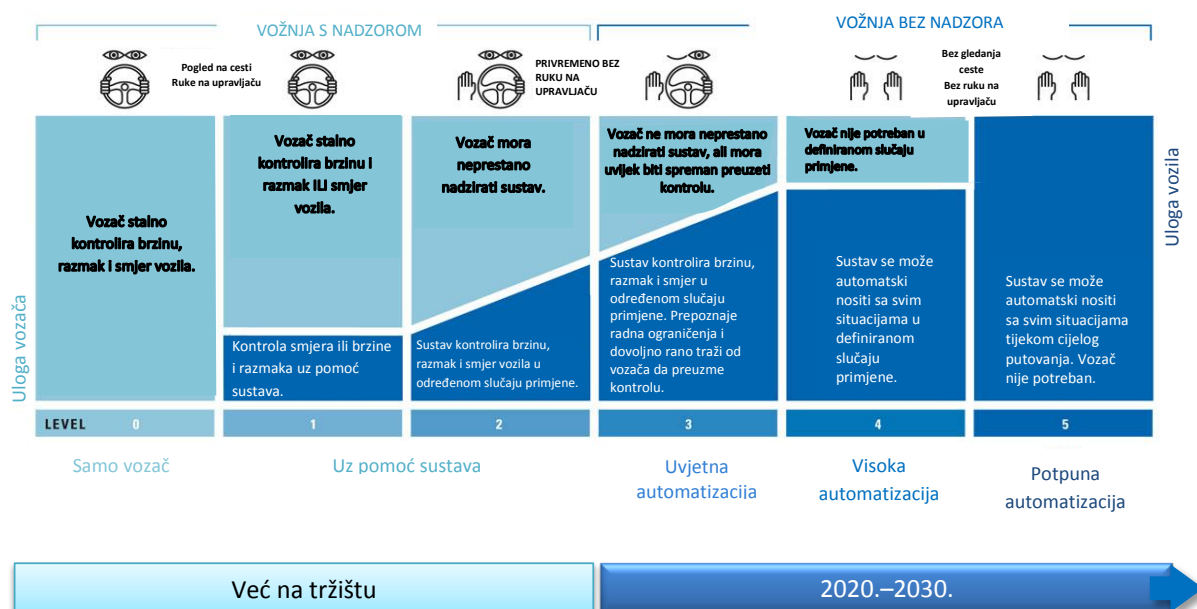 VOŽNJA S NADZOROM
VOŽNJA BEZ NADZORA
Pogled na cesti
Ruke na upravljaču
PRIVREMENO BEZ
RUKU NA
UPRAVLJAČU
Bez gledanja
ceste
Bez ruku na
upravljaču
Uloga vozača
Vozač stalno
kontrolira brzinu,
razmak i smjer vozila.
Vozač stalno
kontrolira brzinu i
razmak ILI smjer
vozila.
Kontrola smjera ili brzine
i razmaka uz pomoć
sustava.
Vozač mora
neprestano
nadzirati sustav.
Sustav kontrolira brzinu,
razmak i smjer vozila u
određenom slučaju primjene.
Vozač ne mora neprestano
nadzirati sustav, ali mora
uvijek biti spreman preuzeti
kontrolu.
Sustav kontrolira brzinu,
razmak i smjer u
određenom slučaju
primjene. Prepoznaje
radna ograničenja i
dovoljno rano traži od
vozača da preuzme
kontrolu.
Vozač nije potreban u
definiranom slučaju
primjene.
Sustav se može
automatski
nositi sa svim
situacijama u
definiranom
slučaju
primjene.
Sustav se može
automatski nositi
sa svim situacijama
tijekom cijelog
putovanja. Vozač
nije potreban.
Uloga vozila
LEVEL 0 1 2 3 4 5
Samo vozač
Uz pomoć sustava
Uvjetna
automatizacija
Visoka
automatizacija
Potpuna
automatizacija
Već na tržištu
2020.–2030.